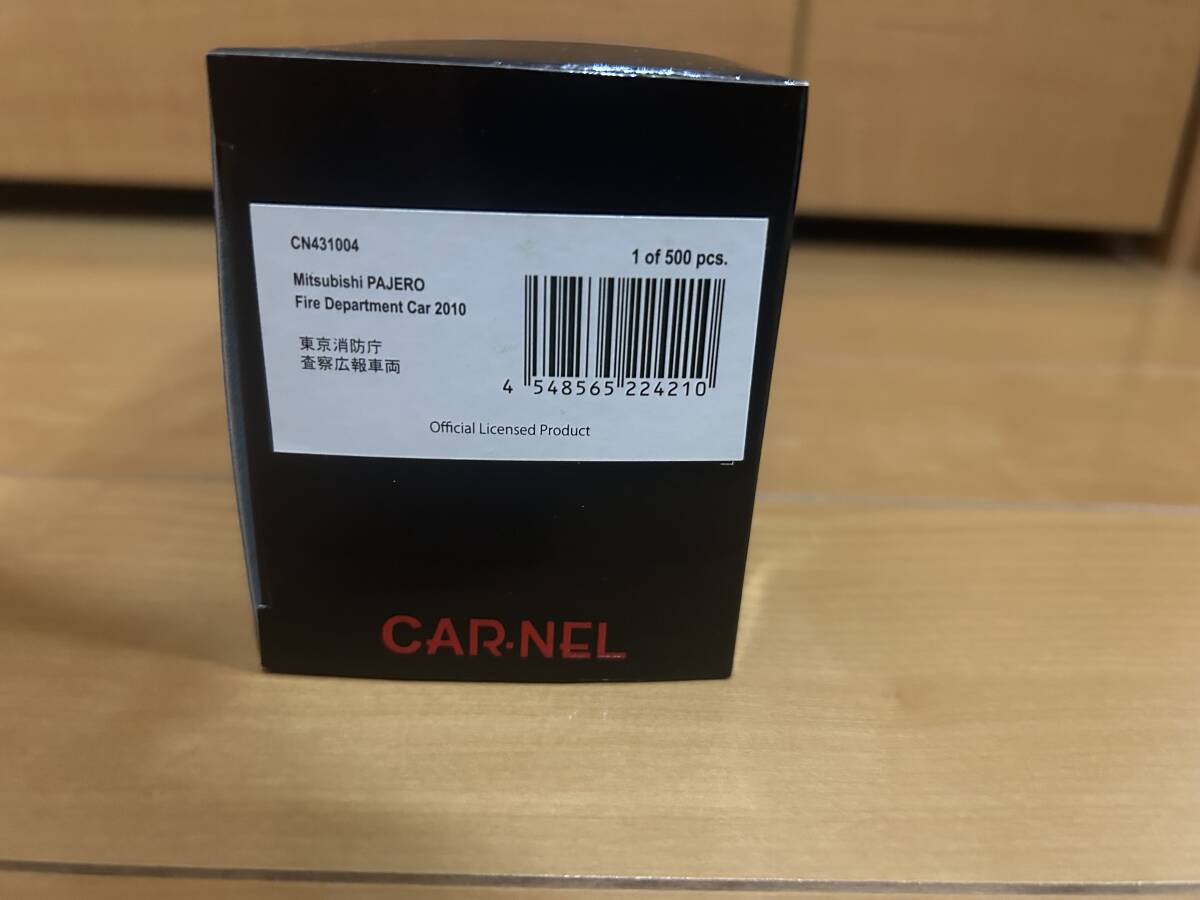 CN431004
1 of 500 pcs.
Mitsubishi PAJERO
Fire Department Car 2010
東京消防庁
査察広報車両
4 548565 224210
Official Licensed Product
CAR·NEL